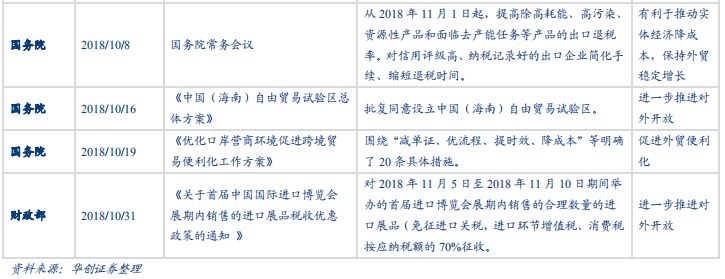 国务院
2018/10/8
国务院常务会议
从 2018 年 11 月 1 日起，提高除高耗能、高污染、
资源性产品和面临去产能任务等产品的出口退税
率。对信用评级高、纳税记录好的出口企业简化手
续、缩短退税时间。
有利于推动实
体经济降成
本，保持外贸
稳定增长
国务院
2018/10/16
《中国（海南）自由贸易试验区总
体方案》
批复同意设立中国（海南）自由贸易试验区。
进一步推进对
外开放
国务院
2018/10/19
《优化口岸营商环境促进跨境贸
易便利化工作方案》
围绕“减单证、优流程、提时效、降成本”等明确
了 20 条具体措施。
促进外贸便利
化
财政部
2018/10/31
《关于首届中国国际进口博览会
展期内销售的进口展品税收优惠
政策的通知 》
对 2018 年 11 月 5 日至 2018 年 11 月 10 日期间举
办的首届进口博览会展期内销售的合理数量的进
口展品（免征进口关税，进口环节增值税、消费税
按应纳税额的 70%征收。
进一步推进对
外开放
资料来源：华创证券整理